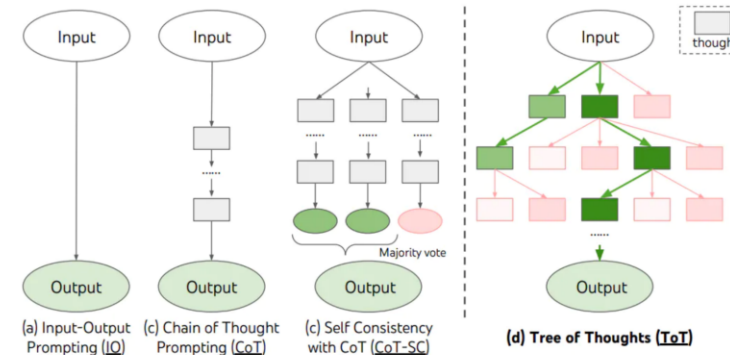 Input
Input
Input
Input
though
......
......
......
......
Majority vote
Output
Output
Output
Output
(a) Input-Output
Prompting (IO)
(c) Chain of Thought
Prompting (CoT)
(c) Self Consistency
with CoT (CoT-SC)
(d) Tree of Thoughts (ToT)